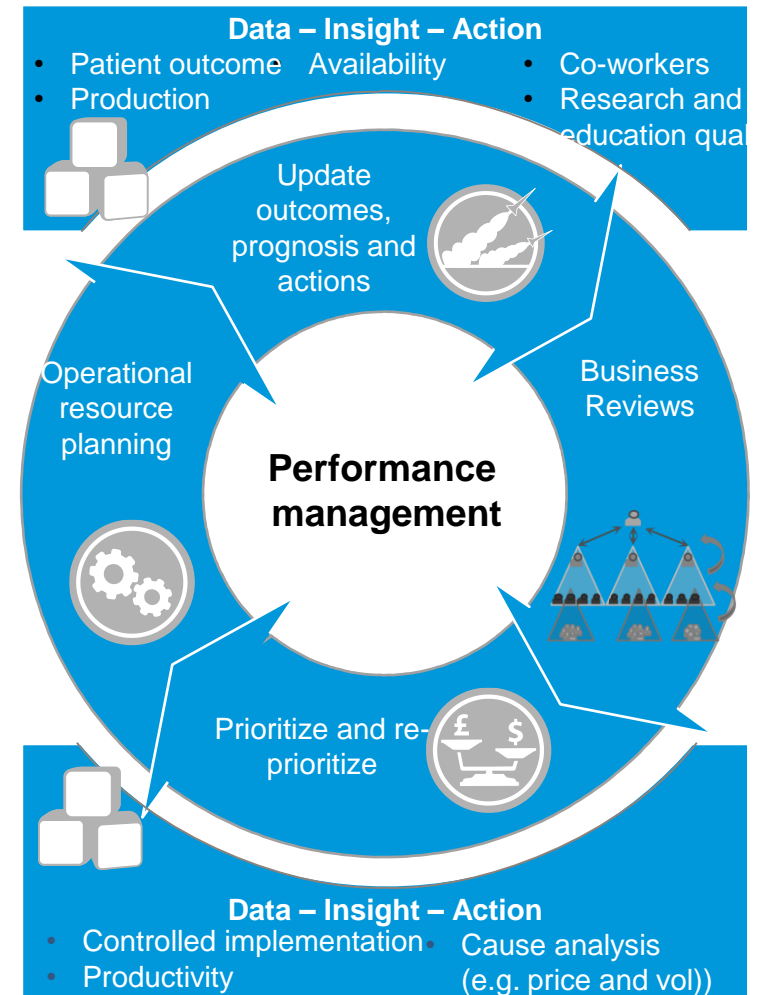 Data – Insight – Action
• Patient outcome • Availability • Co-workers
• Production • Research and
education qual
Update
outcomes,
prognosis and
actions
Operational
resource
planning
Business
Reviews
Performance
management
Prioritize and re-
prioritize
£ $
Data – Insight – Action
• Controlled implementation • Cause analysis
• Productivity (e.g. price and vol))